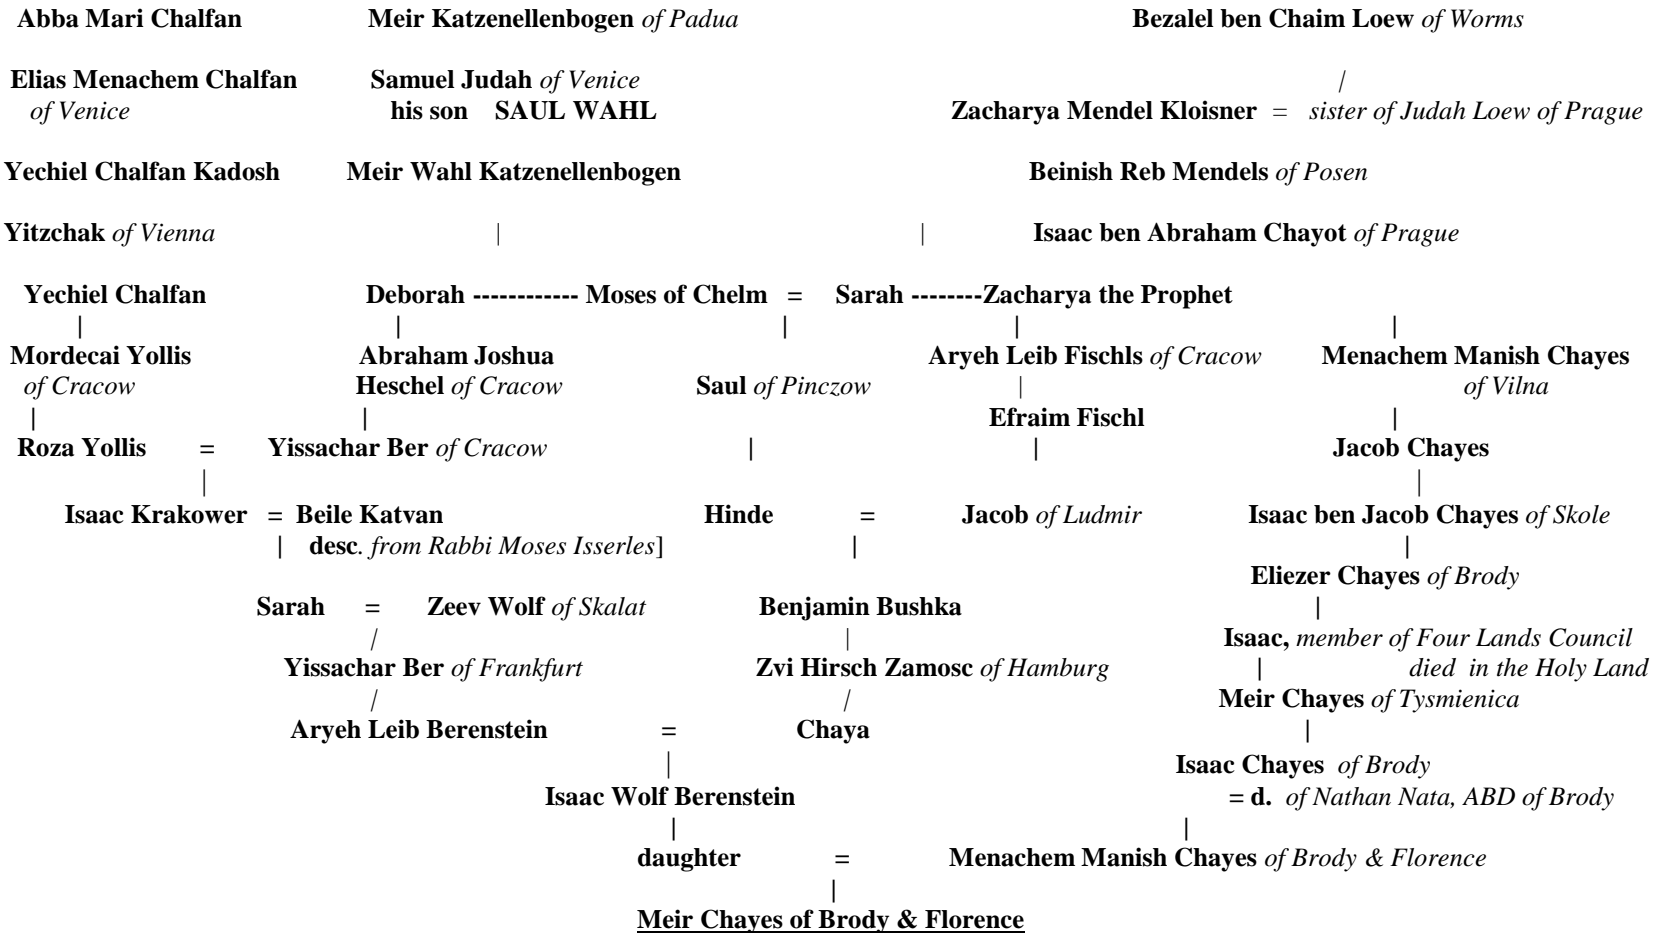 Abba Mari Chalfan Meir Katzenellenbogen of Padua Bezalel ben Chaim Loew of Worms
Elias Menachem Chalfan Samuel Judah of Venice /
of Venice his son SAUL WAHL Zacharya Mendel Kloisner = sister of Judah Loew of Prague
Yechiel Chalfan Kadosh Meir Wahl Katzenellenbogen Beinish Reb Mendels of Posen
Yitzchak of Vienna | | Isaac ben Abraham Chayot of Prague
Yechiel Chalfan Deborah ------------ Moses of Chelm = Sarah --------Zacharya the Prophet
| | | | |
Mordecai Yollis Abraham Joshua Aryeh Leib Fischls of Cracow Menachem Manish Chayes
of Cracow Heschel of Cracow Saul of Pinczow | of Vilna
| | Efraim Fischl |
Roza Yollis = Yissachar Ber of Cracow | | Jacob Chayes
| |
Isaac Krakower = Beile Katvan Hinde = Jacob of Ludmir Isaac ben Jacob Chayes of Skole
| desc. from Rabbi Moses Isserles] | |
Eliezer Chayes of Brody
Sarah = Zeev Wolf of Skalat Benjamin Bushka |
/ | Isaac, member of Four Lands Council
Yissachar Ber of Frankfurt Zvi Hirsch Zamosc of Hamburg | died in the Holy Land
/ / Meir Chayes of Tysmienica
Aryeh Leib Berenstein = Chaya |
| Isaac Chayes of Brody
Isaac Wolf Berenstein = d. of Nathan Nata, ABD of Brody
| |
daughter = Menachem Manish Chayes of Brody & Florence
|
Meir Chayes of Brody & Florence